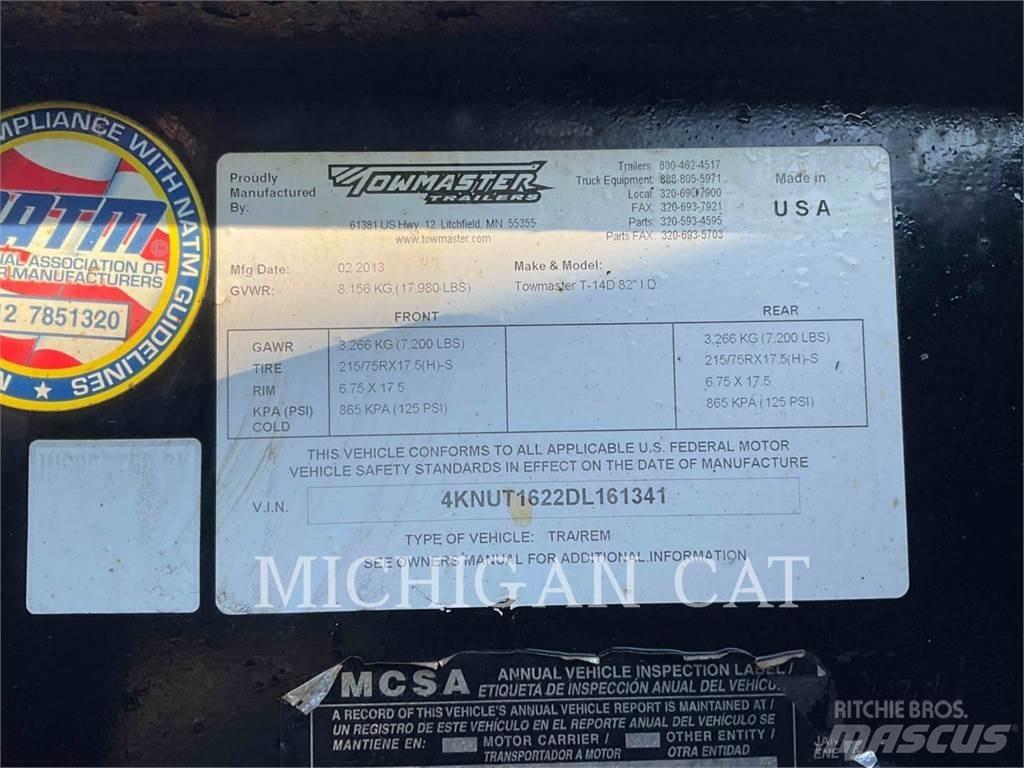 COMPLIANCE WITH NATM GUIDELINES
NATM
ASSOCIATION OF
MANUFACTURERS
12 7851320
INSPECTED BY
Proudly
Manufactured
By:
TOWMASTER
TRAILERS
61381 US Hwy. 12, Litchfield, MN 55355
www.towmaster.com
Trailers: 800-462-4517
Truck Equipment: 888-805-5971
Local: 320-693-7900
FAX: 320-693-7921
Parts: 320-593-4595
Parts FAX: 320-693-5703
Made in
USA
Mfg Date: 02 2013
GVWR: 8,156 KG (17,980 LBS)
Make & Model:
Towmaster T-14D 82" I.D.
FRONT REAR
GAWR 3,266 KG (7,200 LBS) 3,266 KG (7,200 LBS)
TIRE 215/75RX17.5(H)-S 215/75RX17.5(H)-S
RIM 6.75 X 17.5 6.75 X 17.5
KPA (PSI) 865 KPA (125 PSI) 865 KPA (125 PSI)
COLD
THIS VEHICLE CONFORMS TO ALL APPLICABLE U.S. FEDERAL MOTOR
VEHICLE SAFETY STANDARDS IN EFFECT ON THE DATE OF MANUFACTURE
V.I.N. 4KNUT1622DL161341
TYPE OF VEHICLE: TRA/REM
SEE OWNERS MANUAL FOR ADDITIONAL INFORMATION
MICHIGAN CAT
MCSA ANNUAL VEHICLE INSPECTION LABEL /
ETIQUETA DE INSPECCIÓN ANUAL DEL VEHÍCU
A RECORD OF THIS VEHICLE'S ANNUAL VEHICLE REPORT IS MAINTAINED AT /
UN REGISTRO DE ESTE VEHÍCULO EN EL REPORTE ANUAL DEL VEHÍCULO SE
MANTIENE EN: MOTOR CARRIER / OTHER ENTITY /
TRANSPORTADOR A MOTOR OTRA ENTIDAD
JAN
ENE
RITCHIE BROS.
MASCUS